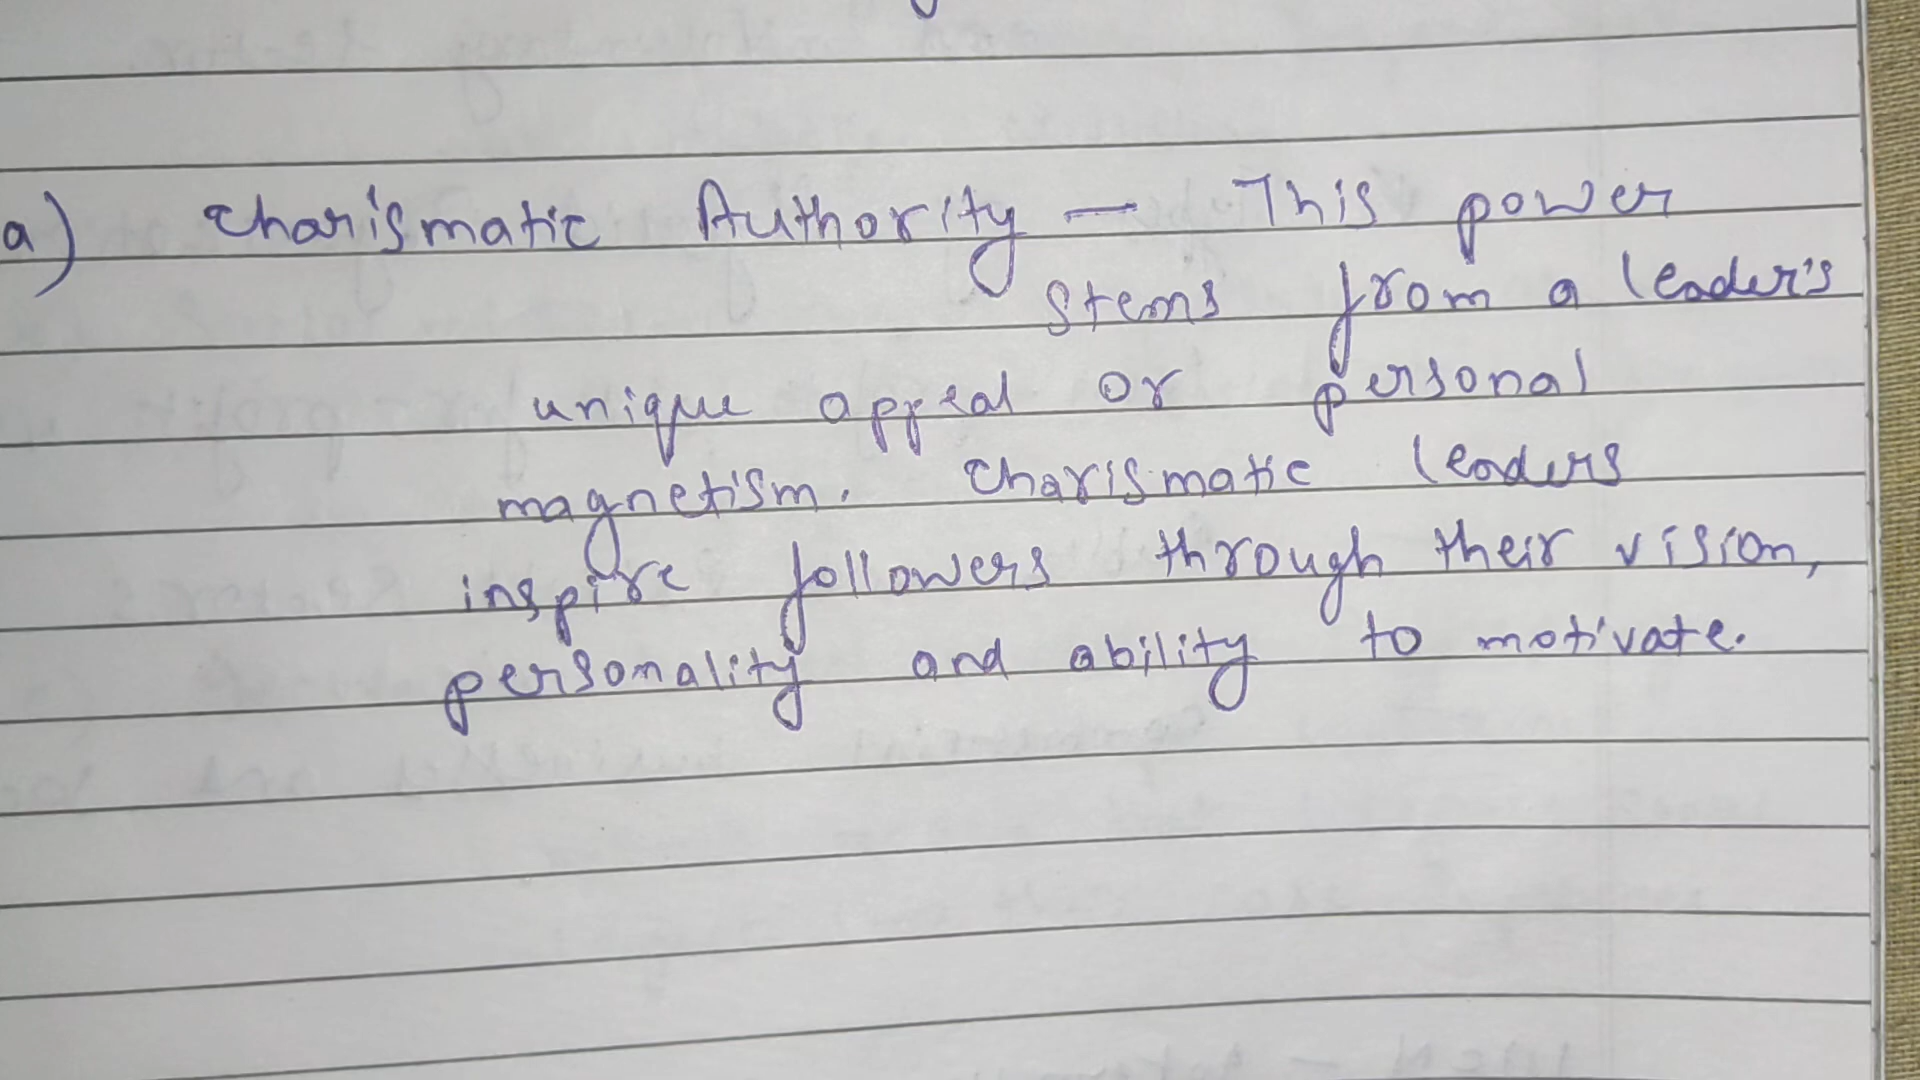 a) Charismatic Authority — This power
stems from a leader's
unique appeal or personal
magnetism. Charismatic leaders
inspire followers through their vision,
personality and ability to motivate.